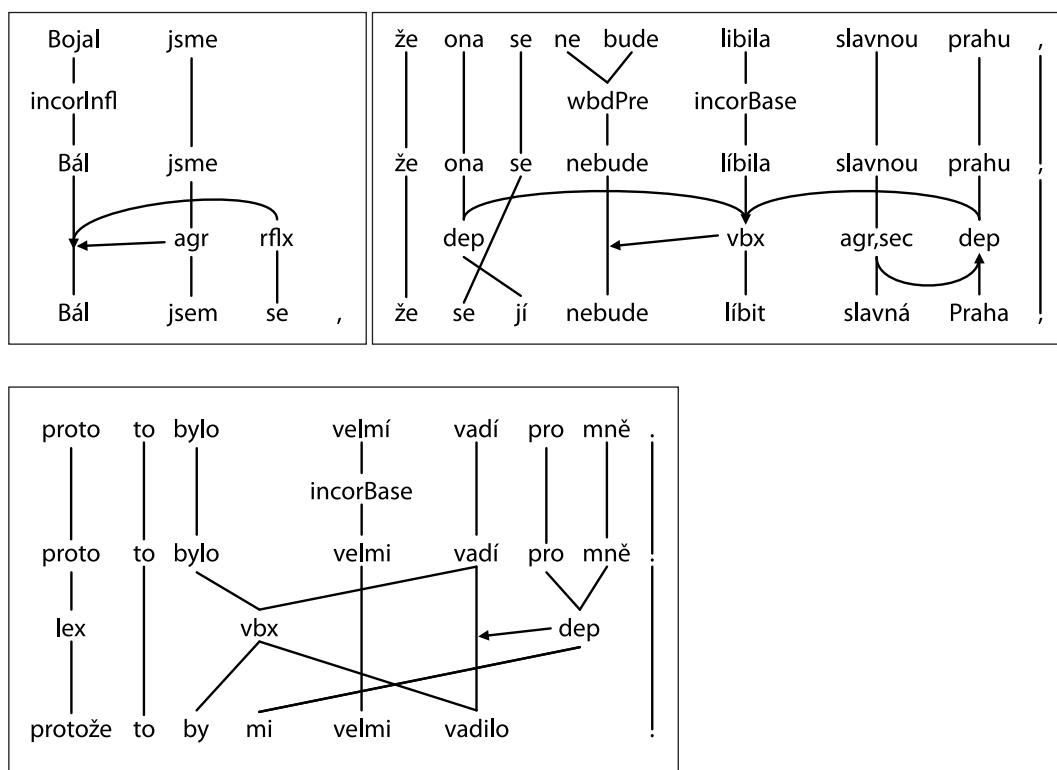 Bojal jsme
incorInfl
Bál jsme
agr rflx
Bál jsem se ,
že ona se ne bude libila slavnou prahu ,
wbdPre incorBase
že ona se nebude líbila slavnou prahu ,
dep vbx agr,sec dep
že se jí nebude líbit slavná Praha ,
proto to bylo velmí vadí pro mně .
incorBase
proto to bylo velmi vadí pro mně .
lex vbx dep
protože to by mi velmi vadilo .